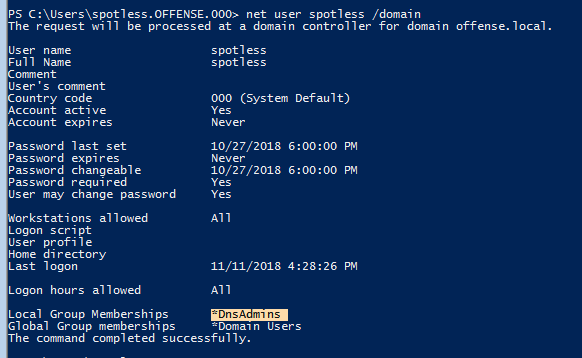 PS C:\Users\spotless.OFFENSE.000> net user spotless /domain
The request will be processed at a domain controller for domain offense.local.
User name spotless
Full Name spotless
Comment
User's comment
Country code 000 (System Default)
Account active Yes
Account expires Never
Password last set 10/27/2018 6:00:00 PM
Password expires Never
Password changeable 10/27/2018 6:00:00 PM
Password required Yes
User may change password Yes
Workstations allowed All
Logon script
User profile
Home directory
Last logon 11/11/2018 4:28:26 PM
Logon hours allowed All
Local Group Memberships *DnsAdmins
Global Group memberships *Domain Users
The command completed successfully.